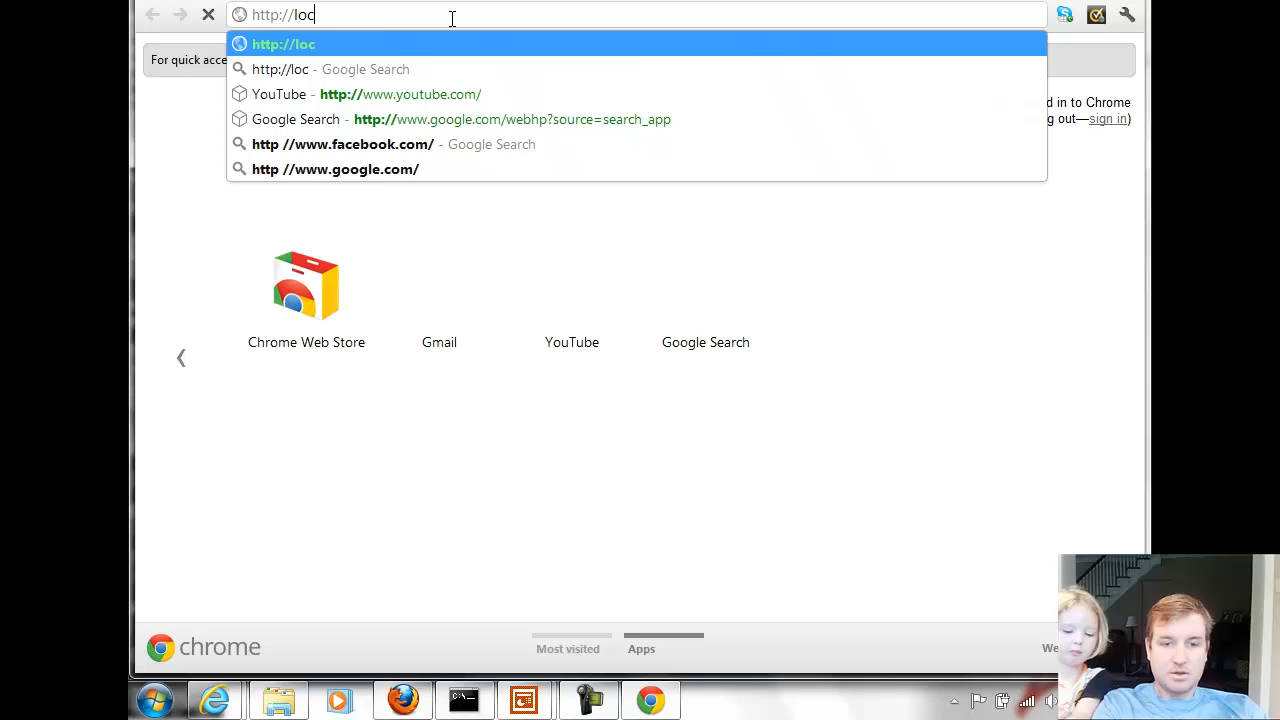 http://loc
http://loc
For quick acce
http://loc - Google Search
YouTube - http://www.youtube.com/
d in to Chrome
Google Search - http://www.google.com/webhp?source=search_app
g out—sign in)
http //www.facebook.com/ - Google Search
http //www.google.com/
Chrome Web Store
Gmail
YouTube
Google Search
chrome
Most visited
Apps
We
C:\